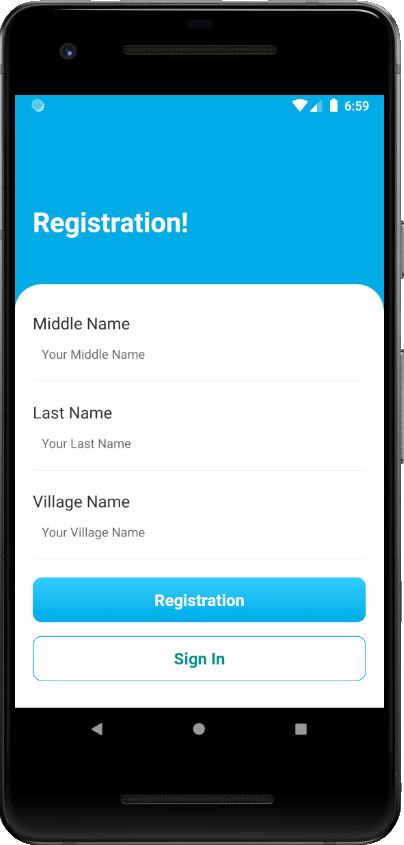 6:59
Registration!
Middle Name
Your Middle Name
Last Name
Your Last Name
Village Name
Your Village Name
Registration
Sign In